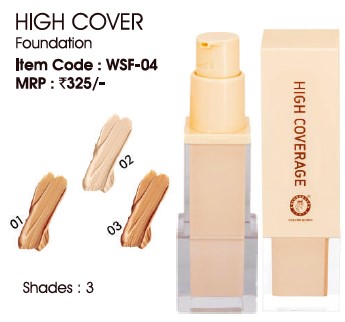 HIGH COVER
Foundation
Item Code : WSF-04
MRP : ₹325/-
02
01
03
HIGH COVERAGE
Shades : 3